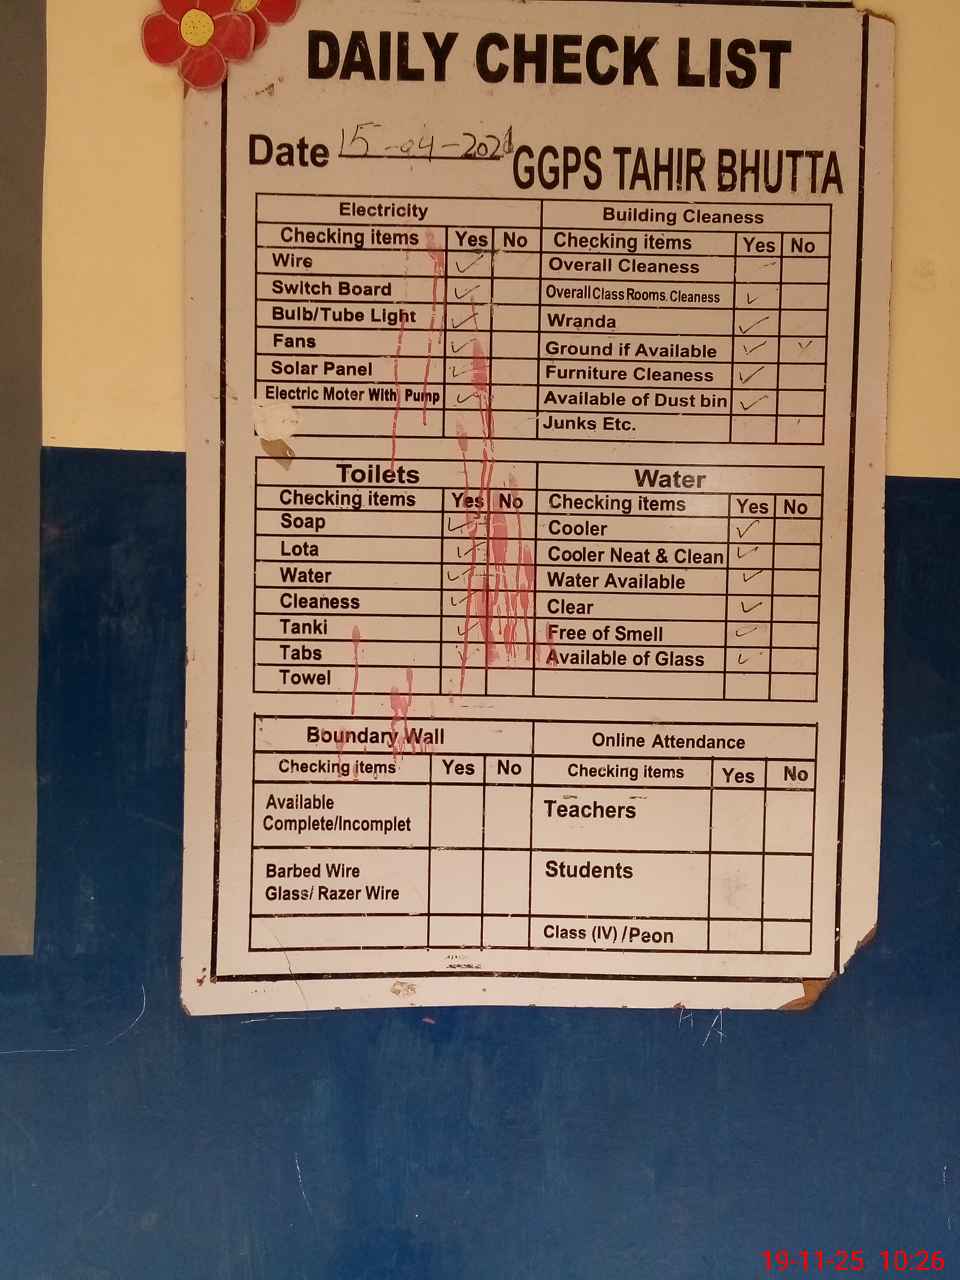 DAILY CHECK LIST
Date 15-04-2021 GGPS TAHIR BHUTTA
Electricity
Checking items Yes No
Wire ✓
Switch Board ✓
Bulb/Tube Light ✓
Fans ✓
Solar Panel ✓
Electric Moter With Pump ✓
Building Cleaness
Checking items Yes No
Overall Cleaness
Overall Class Rooms. Cleaness ✓
Wranda ✓
Ground if Available ✓
Furniture Cleaness ✓
Available of Dust bin ✓
Junks Etc.
Toilets
Checking items Yes No
Soap ✓
Lota ✓
Water ✓
Cleaness ✓
Tanki ✓
Tabs
Towel
Water
Checking items Yes No
Cooler ✓
Cooler Neat & Clean ✓
Water Available ✓
Clear ✓
Free of Smell ✓
Available of Glass ✓
Boundary Wall
Checking items Yes No
Available
Complete/Incomplet
Barbed Wire
Glass/ Razer Wire
Online Attendance
Checking items Yes No
Teachers
Students
Class (IV) /Peon
19-11-25 10:26